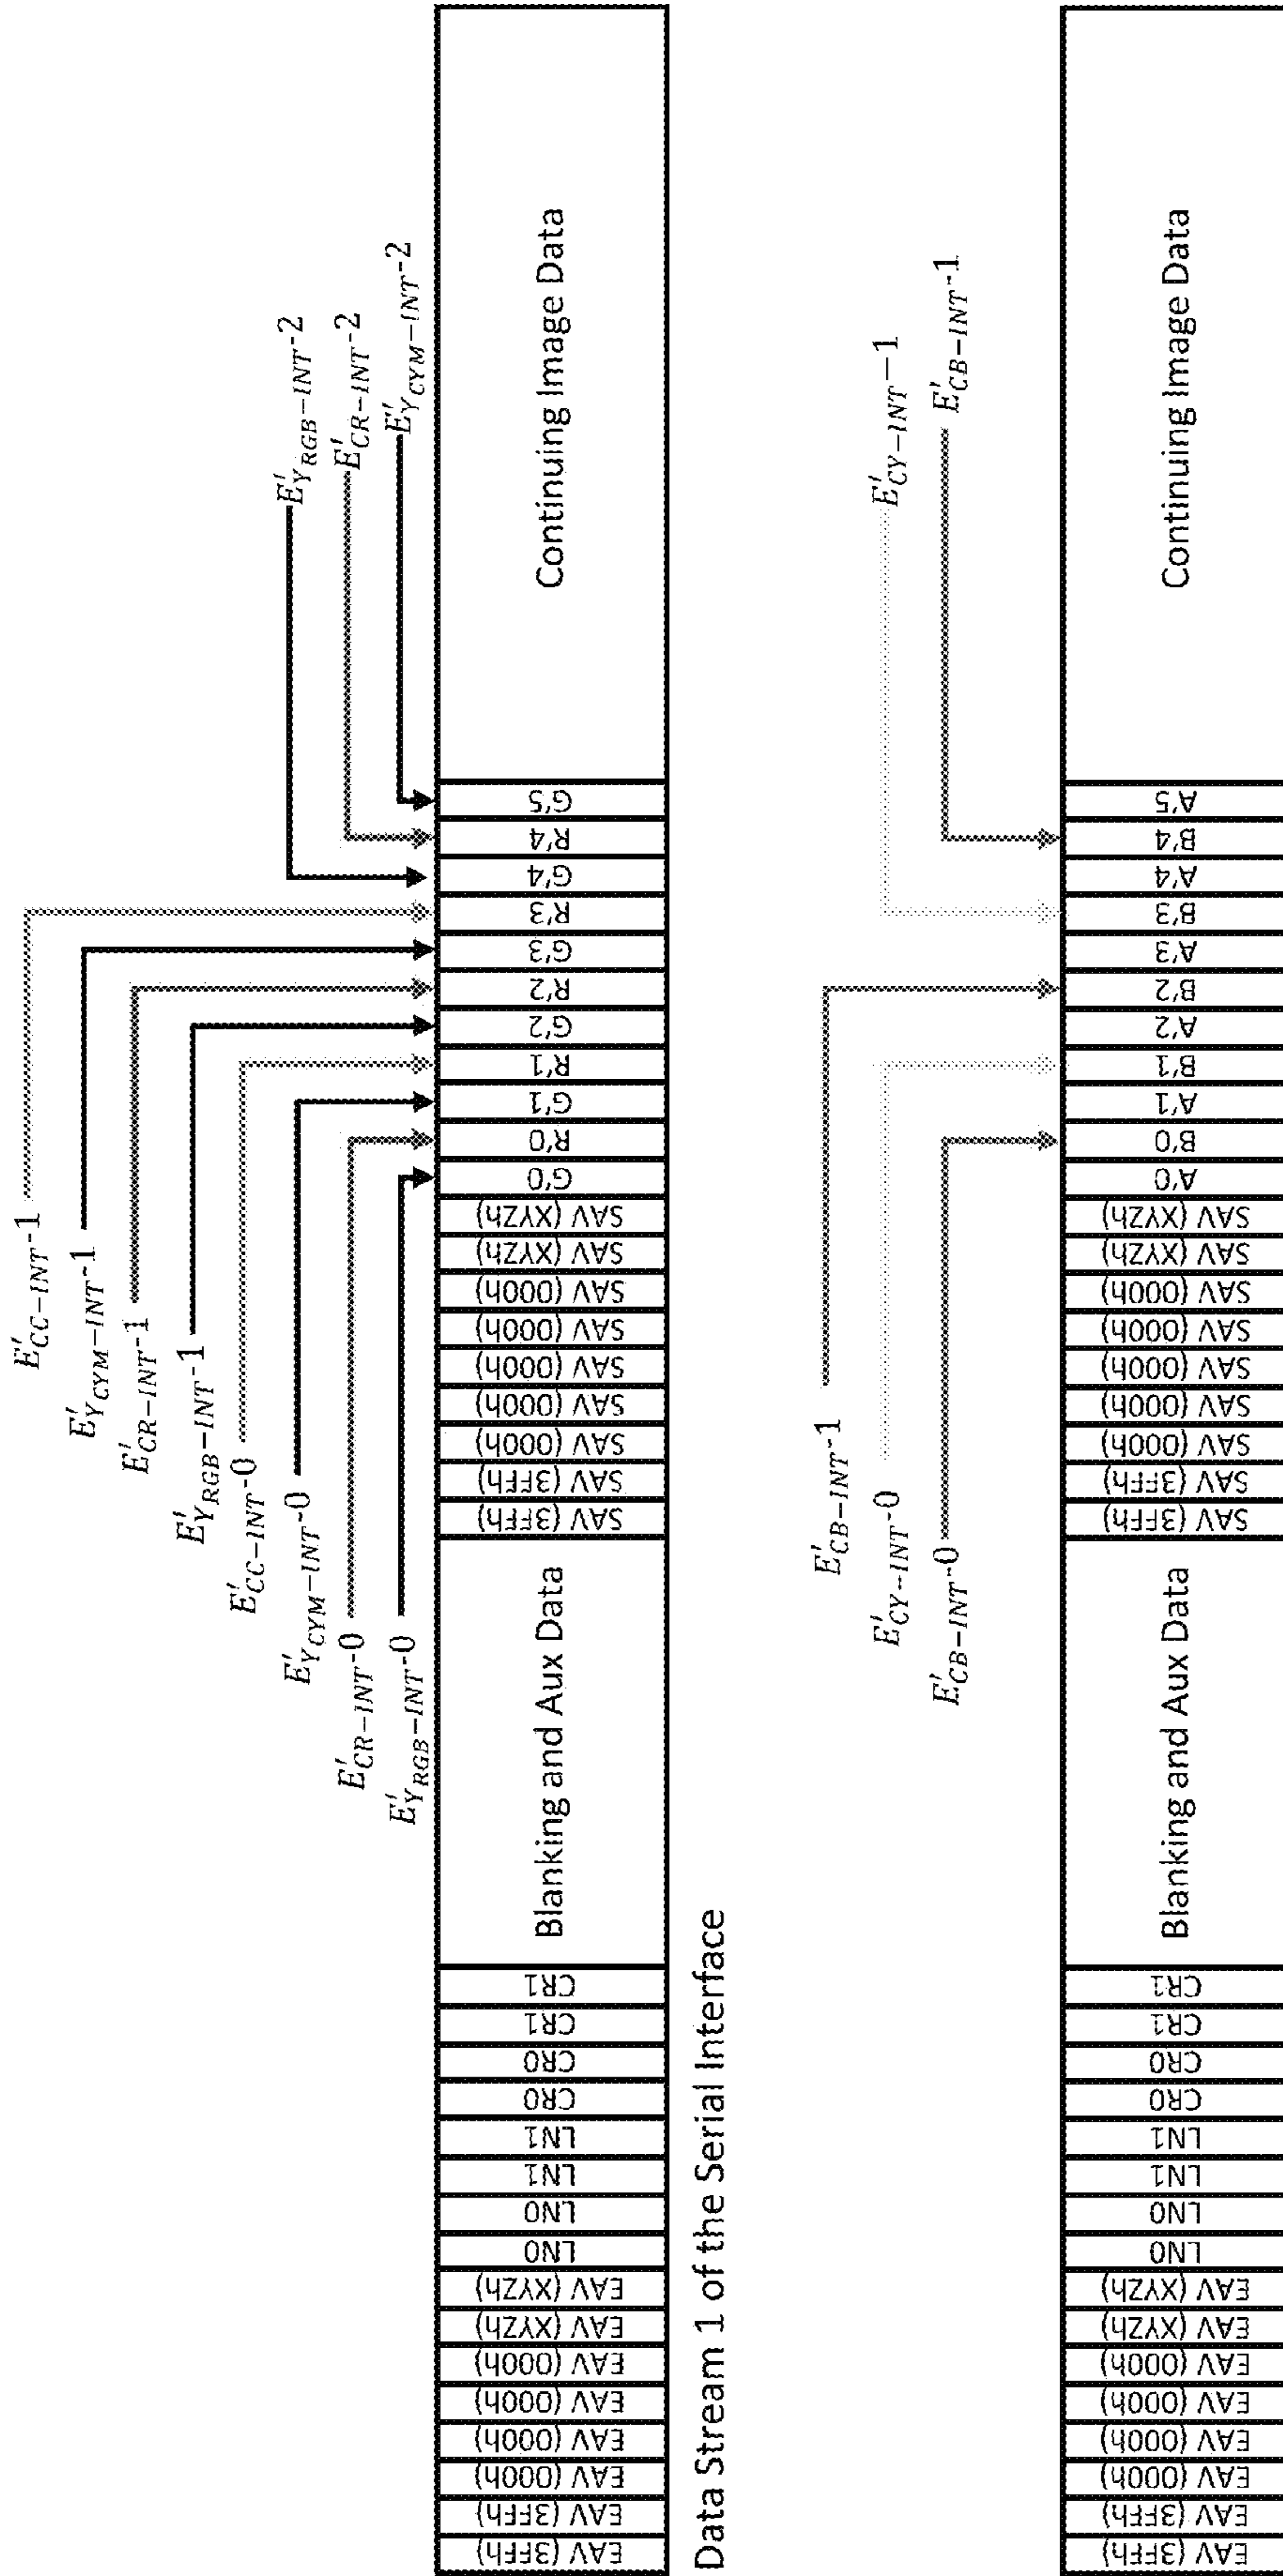 E'CC-INT-1
E'YCYM-INT-1
E'CR-INT-1
E'YRGB-INT-1
E'CC-INT-0
E'YCYM-INT-0
E'YRGB-INT-2
E'CR-INT-0
E'CR-INT-2
E'YRGB-INT-0
E'YCYM-INT-2
EAV (3FFh)
EAV (3FFh)
EAV (000h)
EAV (000h)
EAV (000h)
EAV (000h)
EAV (XYZh)
EAV (XYZh)
LN0
LN0
LN1
LN1
CR0
CR0
CR1
CR1
Blanking and Aux Data
SAV (3FFh)
SAV (3FFh)
SAV (000h)
SAV (000h)
SAV (000h)
SAV (000h)
SAV (000h)
SAV (XYZh)
SAV (XYZh)
G'0
R'0
G'1
R'1
G'2
R'2
G'3
R'3
G'4
R'4
G'5
Continuing Image Data
Data Stream 1 of the Serial Interface
E'CB-INT-1
E'CY-INT-0
E'CY-INT-1
E'CB-INT-0
E'CB-INT-1
EAV (3FFh)
EAV (3FFh)
EAV (000h)
EAV (000h)
EAV (000h)
EAV (000h)
EAV (XYZh)
EAV (XYZh)
LN0
LN0
LN1
LN1
CR0
CR0
CR1
CR1
Blanking and Aux Data
SAV (3FFh)
SAV (3FFh)
SAV (000h)
SAV (000h)
SAV (000h)
SAV (000h)
SAV (000h)
SAV (XYZh)
SAV (XYZh)
A'0
B'0
A'1
B'1
A'2
B'2
A'3
B'3
A'4
B'4
A'5
Continuing Image Data